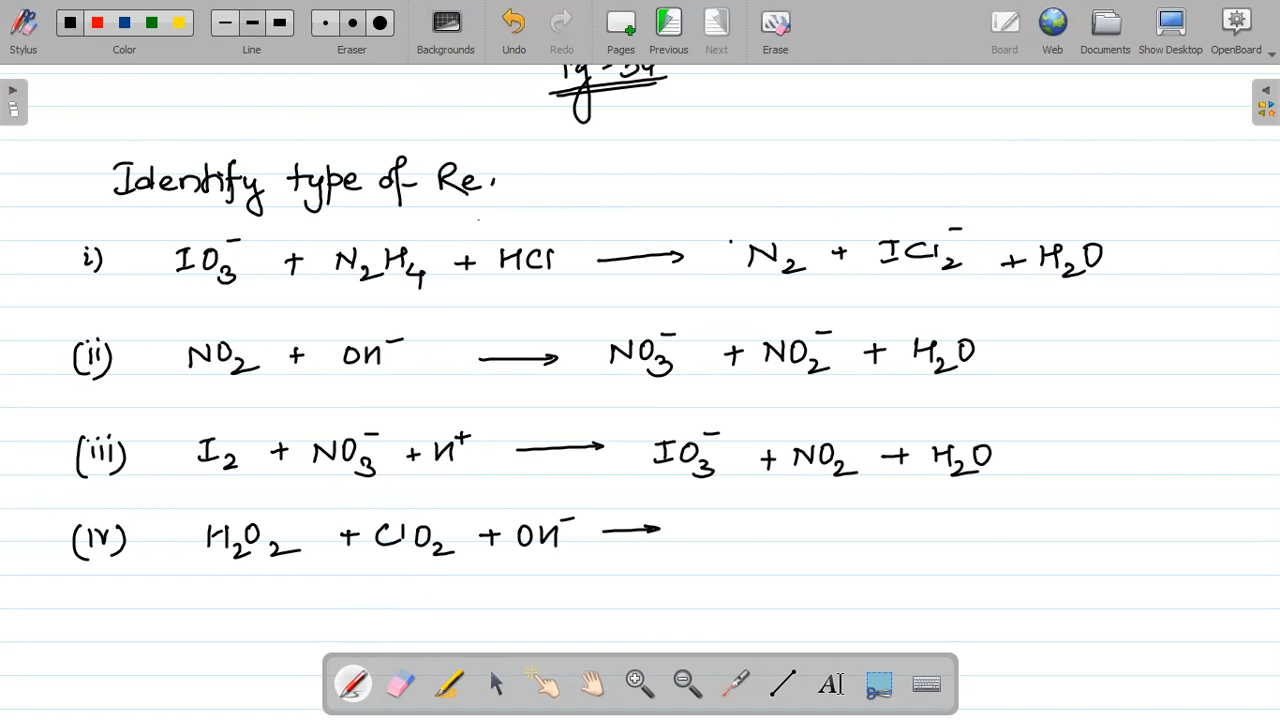 Stylus
Color
Line
Eraser
Backgrounds
Undo
Redo
Pages
Previous
Next
Erase
Board
Web
Documents
Show Desktop
OpenBoard
Identify type of Re.
i) IO₃⁻ + N₂H₄ + HCl ⟶ N₂ + ICl₂⁻ + H₂O
(ii) NO₂ + OH⁻ ⟶ NO₃⁻ + NO₂⁻ + H₂O
(iii) I₂ + NO₃⁻ + H⁺ ⟶ IO₃⁻ + NO₂ + H₂O
(iv) H₂O₂ + ClO₂ + OH⁻ ⟶